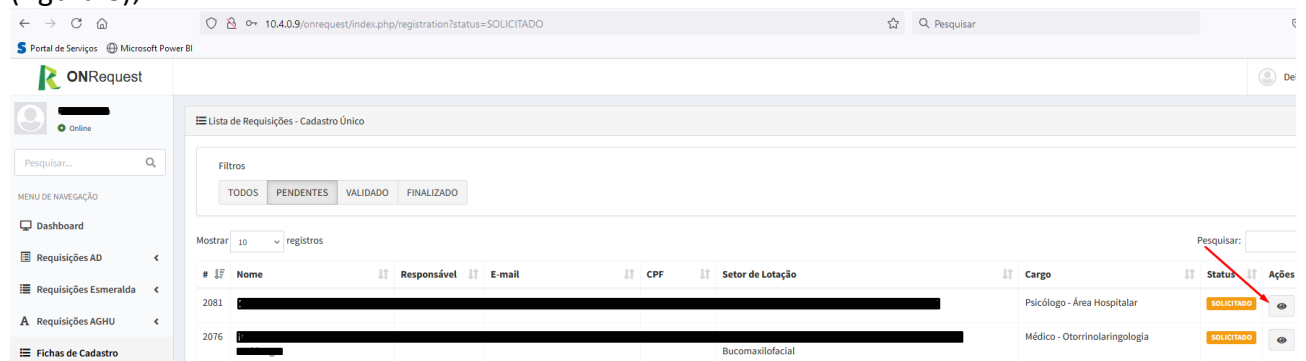 10.4.0.9/onrequest/index.php/registration?status=SOLICITADO
Pesquisar
Portal de Serviços
Microsoft Power BI
ONRequest
Online
Pesquisar...
MENU DE NAVEGAÇÃO
Dashboard
Requisições AD
Requisições Esmeralda
A Requisições AGHU
Fichas de Cadastro
Lista de Requisições - Cadastro Único
Filtros
TODOS PENDENTES VALIDADO FINALIZADO
Mostrar 10 registros
Pesquisar:
# Nome Responsável E-mail CPF Setor de Lotação Cargo Status Ações
2081 Psicólogo - Área Hospitalar SOLICITADO
2076 Médico - Otorrinolaringologia SOLICITADO
Bucomaxilofacial